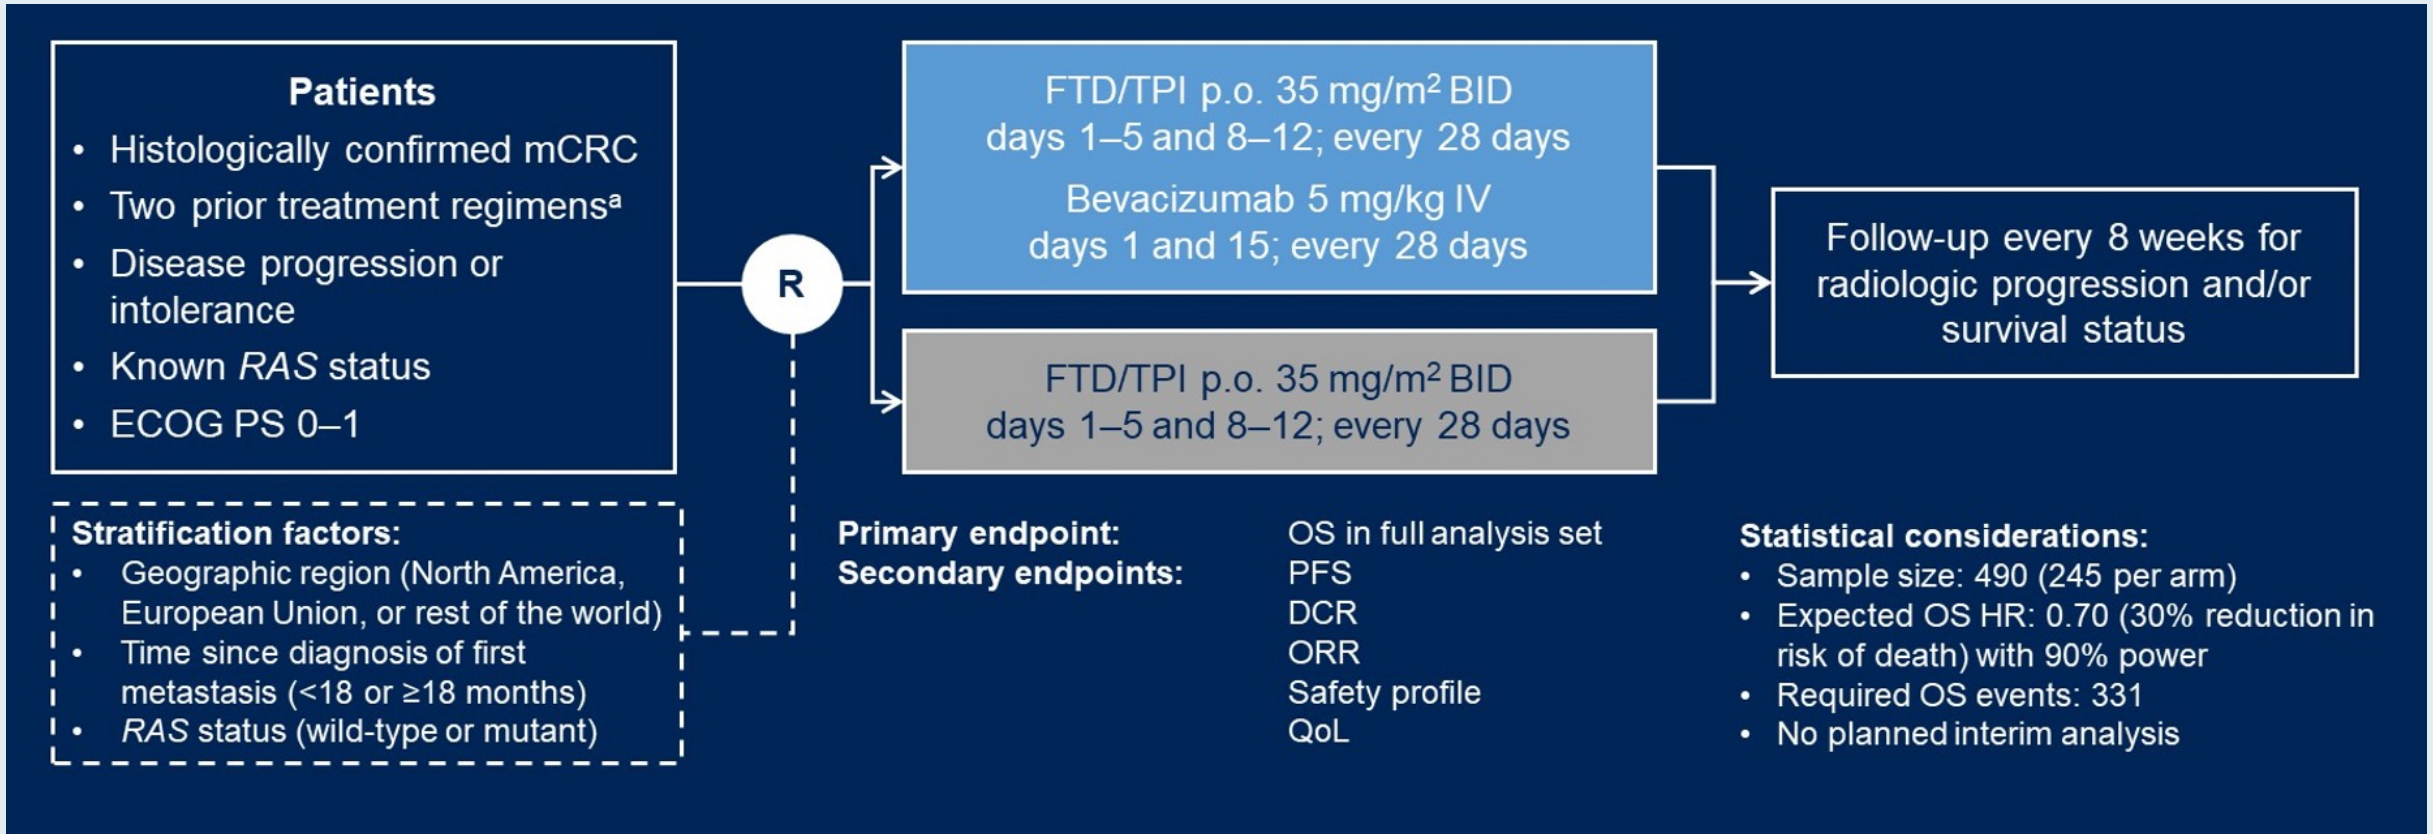 Patients
• Histologically confirmed mCRC
• Two prior treatment regimensᵃ
• Disease progression or
intolerance
• Known RAS status
• ECOG PS 0–1
R
FTD/TPI p.o. 35 mg/m² BID
days 1–5 and 8–12; every 28 days
Bevacizumab 5 mg/kg IV
days 1 and 15; every 28 days
FTD/TPI p.o. 35 mg/m² BID
days 1–5 and 8–12; every 28 days
Follow-up every 8 weeks for
radiologic progression and/or
survival status
Stratification factors:
• Geographic region (North America,
European Union, or rest of the world)
• Time since diagnosis of first
metastasis (<18 or ≥18 months)
• RAS status (wild-type or mutant)
Primary endpoint: OS in full analysis set
Secondary endpoints: PFS
DCR
ORR
Safety profile
QoL
Statistical considerations:
• Sample size: 490 (245 per arm)
• Expected OS HR: 0.70 (30% reduction in
risk of death) with 90% power
• Required OS events: 331
• No planned interim analysis